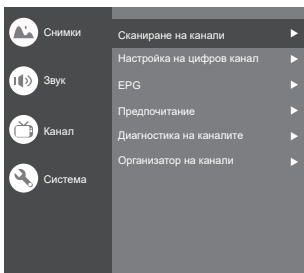 Снимки
Звук
Канал
Система
Сканиране на канали
Настройка на цифров канал
EPG
Предпочитание
Диагностика на каналите
Организатор на канали